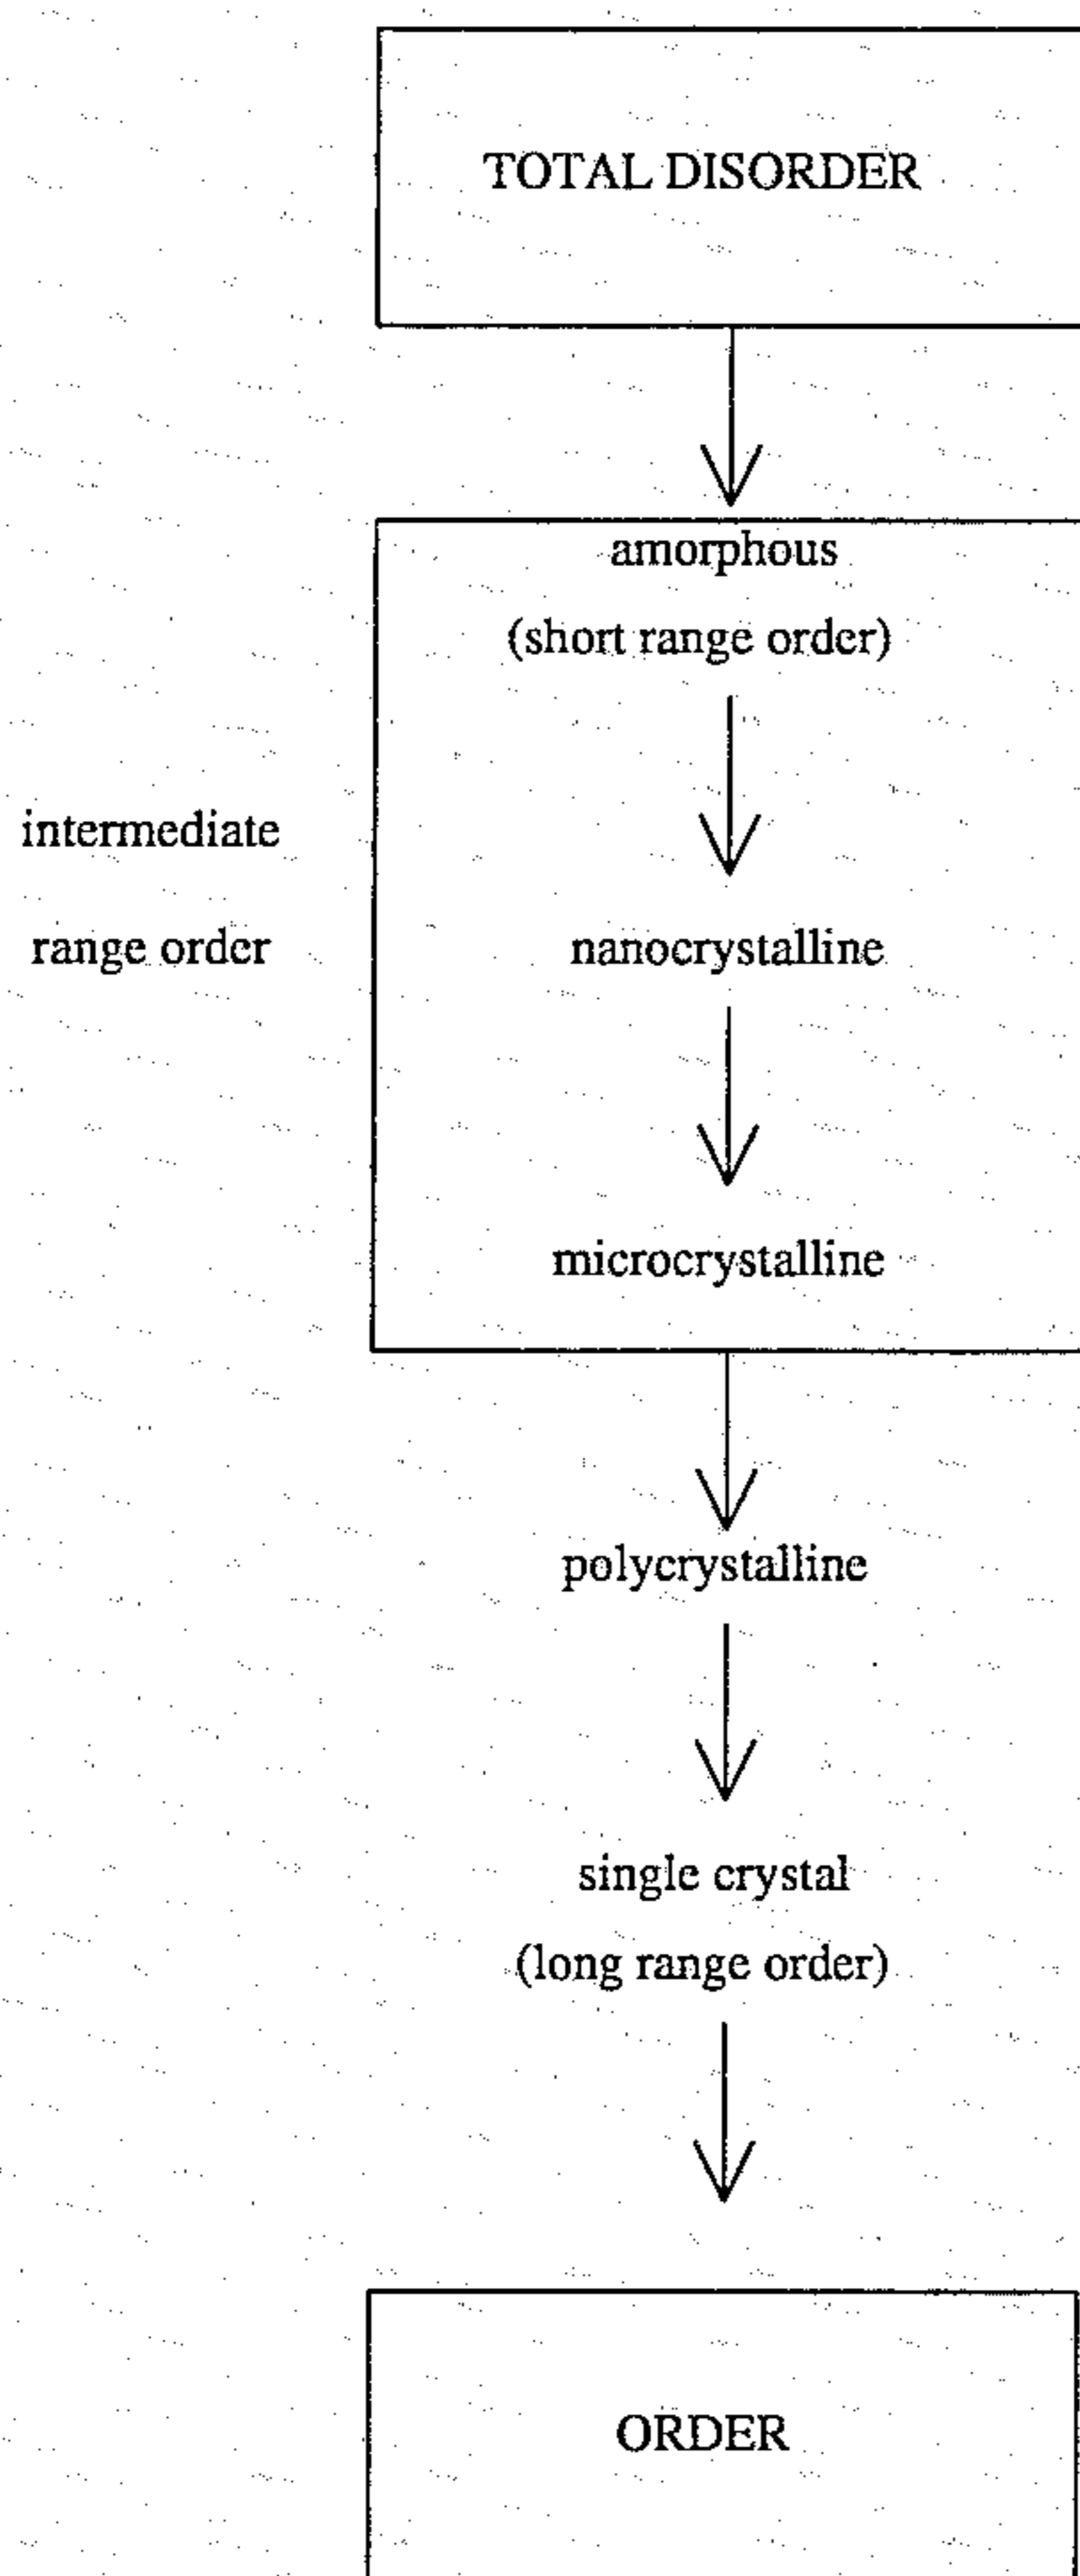 TOTAL DISORDER
amorphous
(short range order)
intermediate
range order
nanocrystalline
microcrystalline
polycrystalline
single crystal
(long range order)
ORDER